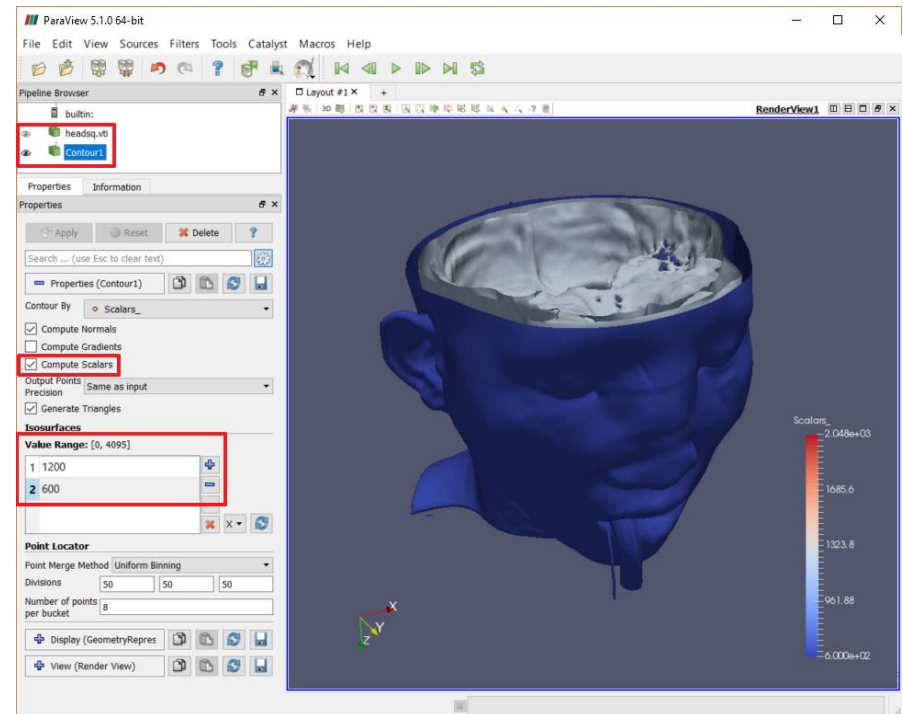 ParaView 5.1.0 64-bit
File Edit View Sources Filters Tools Catalyst Macros Help
Pipeline Browser
builtin:
headsq.vti
Contour1
Properties Information
Properties
Apply Reset Delete ?
Search ... (use Esc to clear text)
Properties (Contour1)
Contour By Scalars_
Compute Normals
Compute Gradients
Compute Scalars
Output Points Precision Same as input
Generate Triangles
Isosurfaces
Value Range: [0, 4095]
1 1200
2 600
X
Point Locator
Point Merge Method Uniform Binning
Divisions 50 50 50
Number of points per bucket 8
Display (GeometryRepres
View (Render View)
Layout #1 X +
3D
RenderView1
X
Y
Z
Scalars_
2.048e+03
1685.6
1323.8
961.88
6.000e+02